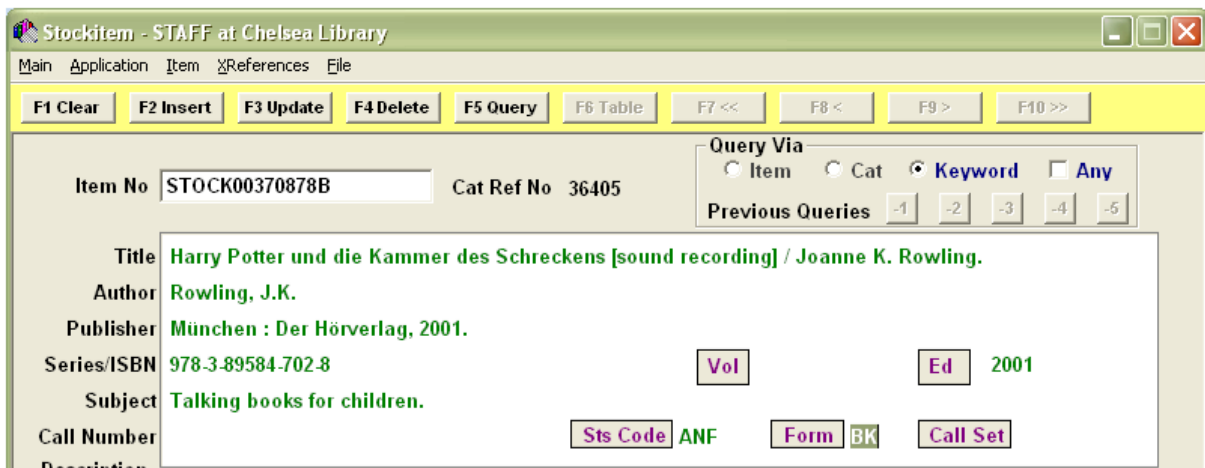 Stockitem - STAFF at Chelsea Library
Main Application Item XReferences File
F1 Clear F2 Insert F3 Update F4 Delete F5 Query F6 Table F7 << F8 < F9 > F10 >>
Query Via
Item Cat Keyword Any
Item No STOCK00370878B Cat Ref No 36405
Previous Queries -1 -2 -3 -4 -5
Title Harry Potter und die Kammer des Schreckens [sound recording] / Joanne K. Rowling.
Author Rowling, J.K.
Publisher München : Der Hörverlag, 2001.
Series/ISBN 978-3-89584-702-8 Vol Ed 2001
Subject Talking books for children.
Call Number Sts Code ANF Form BK Call Set
Description